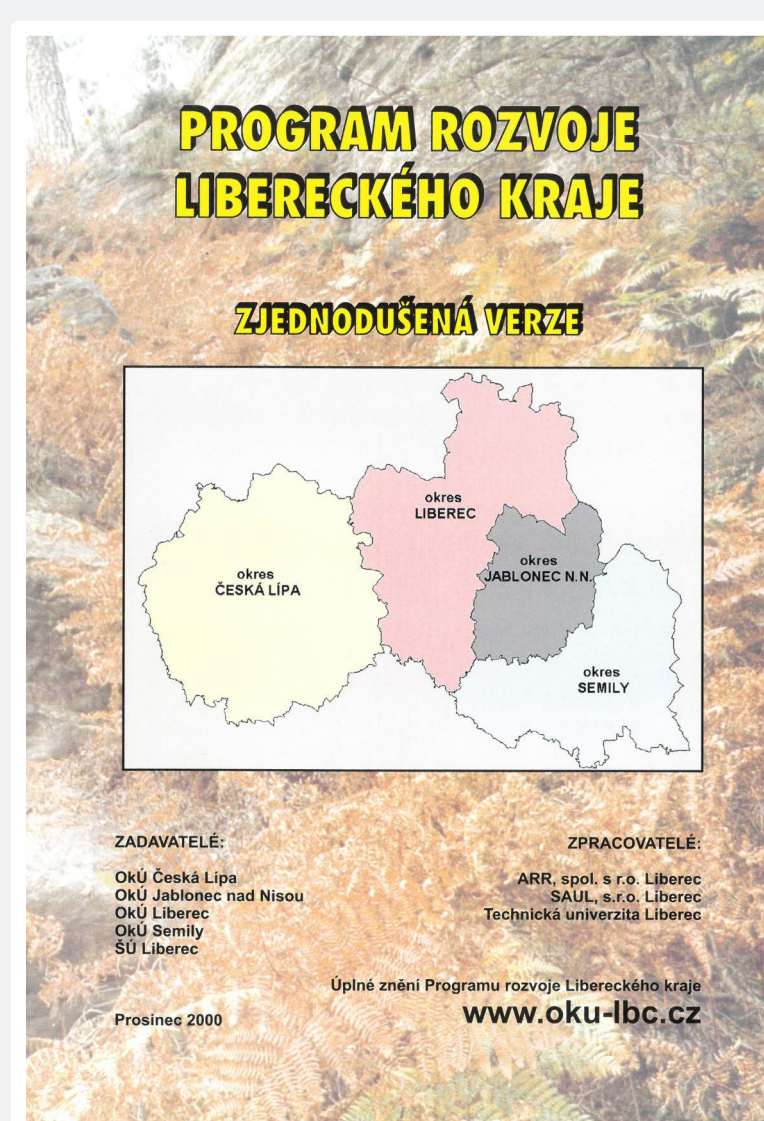 PROGRAM ROZVOJE
LIBERECKÉHO KRAJE
ZJEDNODUŠENÁ VERZE
okres
LIBEREC
okres
ČESKÁ LÍPA
okres
JABLONEC N.N.
okres
SEMILY
ZADAVATELÉ:
OkÚ Česká Lípa
OkÚ Jablonec nad Nisou
OkÚ Liberec
OkÚ Semily
ŠÚ Liberec
ZPRACOVATELÉ:
ARR, spol. s r.o. Liberec
SAUL, s.r.o. Liberec
Technická univerzita Liberec
Úplné znění Programu rozvoje Libereckého kraje
Prosinec 2000
www.oku-lbc.cz